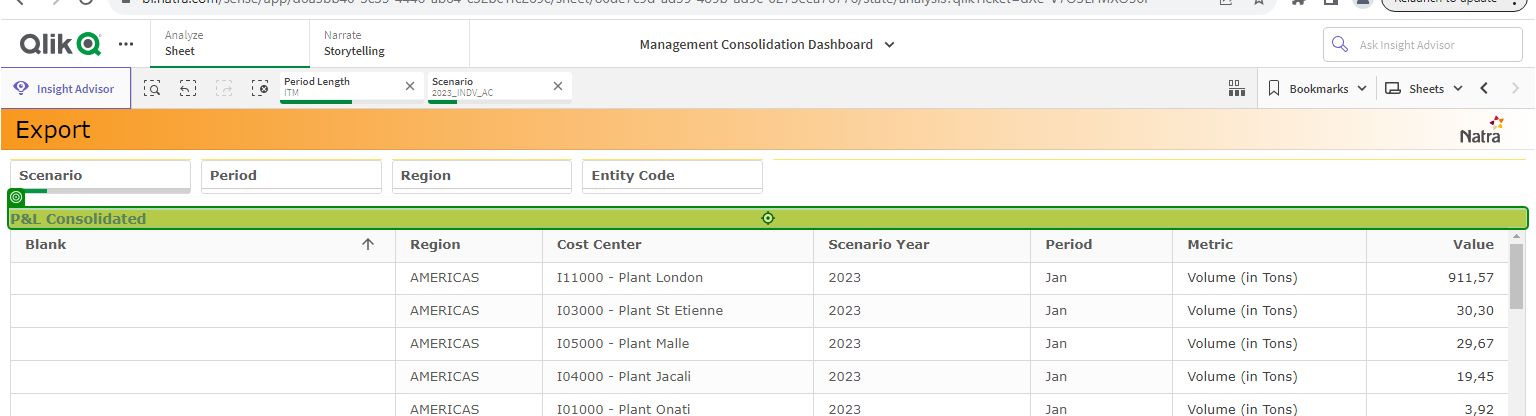 Relaunch to update
Qlik
Analyze
Sheet
Narrate
Storytelling
Management Consolidation Dashboard
Ask Insight Advisor
Insight Advisor
Period Length
ITM
Scenario
2023_INDV_AC
Bookmarks
Sheets
Export
Natra
Scenario
Period
Region
Entity Code
P&L Consolidated
Blank Region Cost Center Scenario Year Period Metric Value
AMERICAS I11000 - Plant London 2023 Jan Volume (in Tons) 911,57
AMERICAS I03000 - Plant St Etienne 2023 Jan Volume (in Tons) 30,30
AMERICAS I05000 - Plant Malle 2023 Jan Volume (in Tons) 29,67
AMERICAS I04000 - Plant Jacali 2023 Jan Volume (in Tons) 19,45
AMERICAS I01000 - Plant Onati 2023 Jan Volume (in Tons) 3,92